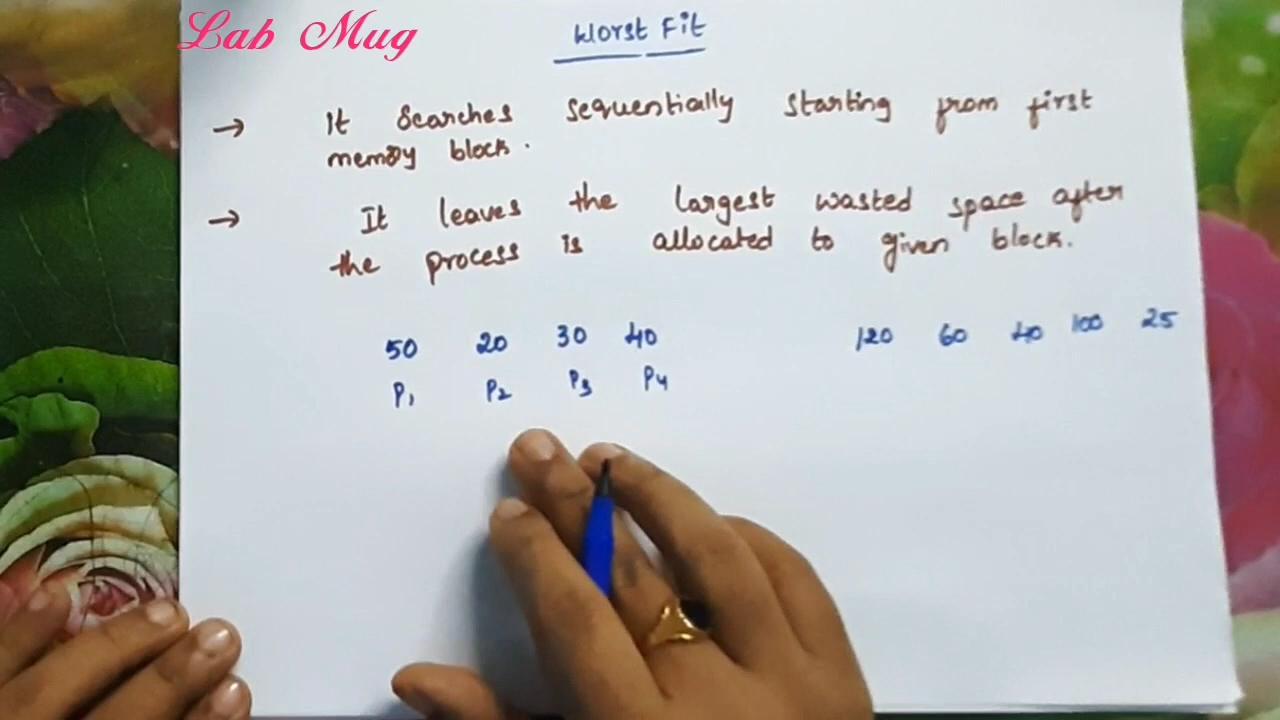 Lab Mug
Worst Fit
→ It Searches sequentially starting from first
memory block.
→ It leaves the largest wasted space after
the process is allocated to given block.
50 20 30 40 120 60 40 100 25
P1 P2 P3 P4